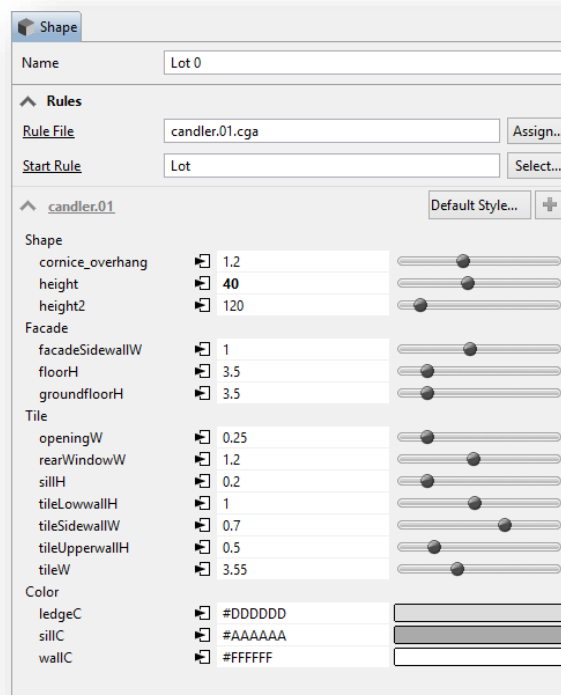 Shape
Name Lot 0
Rules
Rule File candler.01.cga Assign...
Start Rule Lot Select...
candler.01 Default Style...
Shape
cornice_overhang 1.2
height 40
height2 120
Facade
facadeSidewallW 1
floorH 3.5
groundfloorH 3.5
Tile
openingW 0.25
rearWindowW 1.2
sillH 0.2
tileLowwallH 1
tileSidewallW 0.7
tileUpperwallH 0.5
tileW 3.55
Color
ledgeC #DDDDDD
sillC #AAAAAA
wallC #FFFFFF